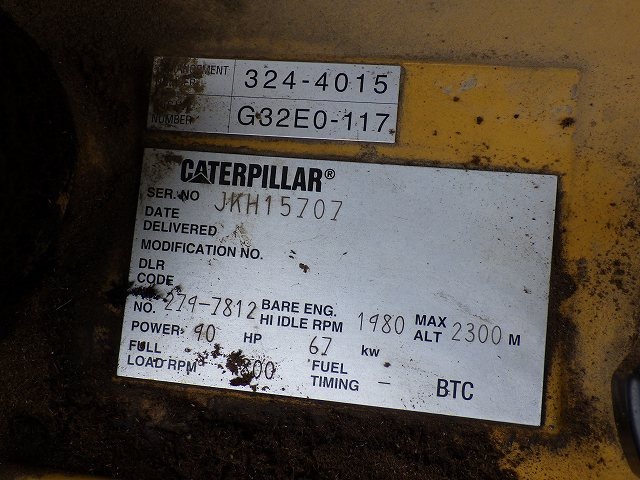 324-4015
NUMBER G32E0-117
CATERPILLAR®
SER. NO JKH15707
DATE
DELIVERED
MODIFICATION NO.
DLR
CODE
NO. 279-7812 BARE ENG. HI IDLE RPM 1980 MAX ALT 2300 M
POWER 90 HP 67 kw
FULL LOAD RPM FUEL TIMING - BTC